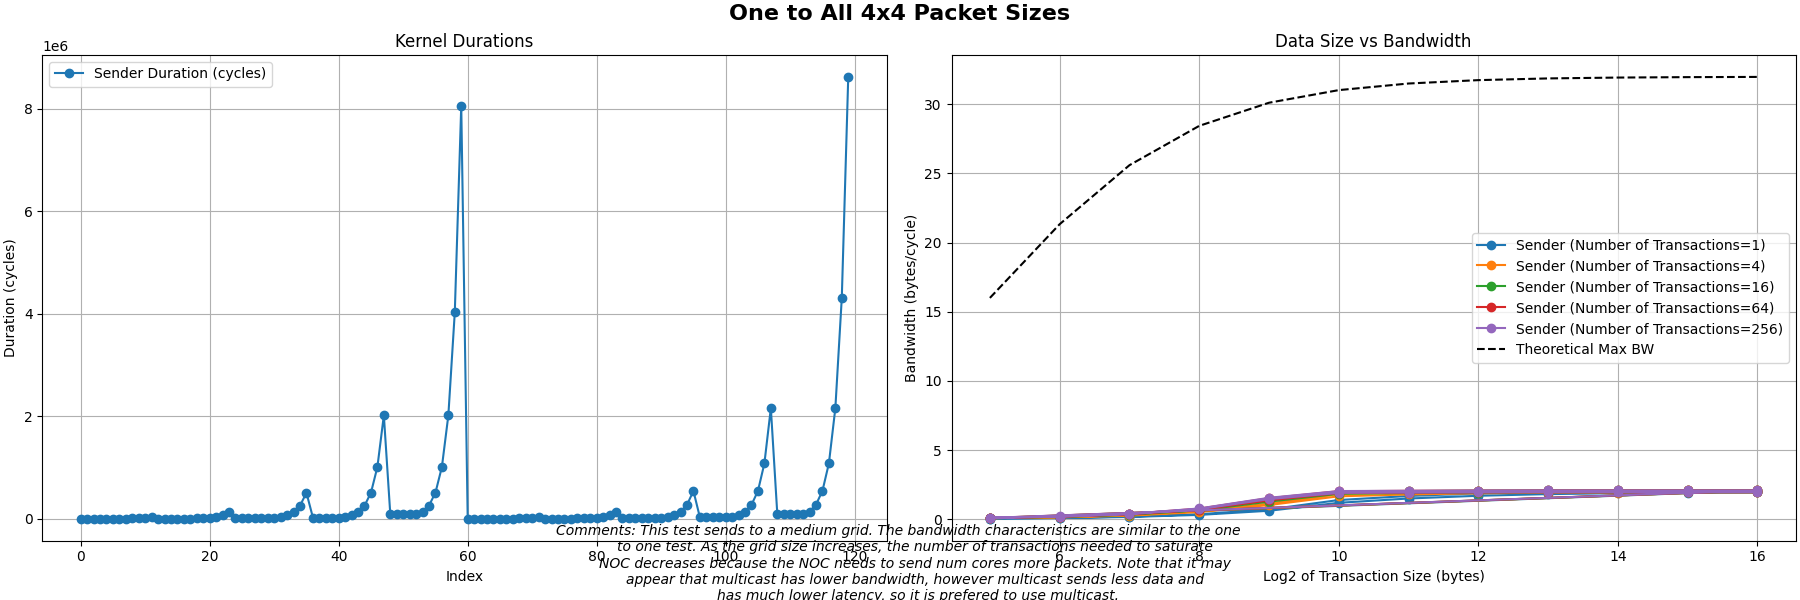 One to All 4x4 Packet Sizes
Kernel Durations
1e6
Sender Duration (cycles)
8
6
4
2
0
Duration (cycles)
0
20
40
60
80
100
120
Index
Data Size vs Bandwidth
30
25
20
15
10
5
0
Bandwidth (bytes/cycle)
Sender (Number of Transactions=1)
Sender (Number of Transactions=4)
Sender (Number of Transactions=16)
Sender (Number of Transactions=64)
Sender (Number of Transactions=256)
Theoretical Max BW
6
8
10
12
14
16
Log2 of Transaction Size (bytes)
Comments: This test sends to a medium grid. The bandwidth characteristics are similar to the one
to one test. As the grid size increases, the number of transactions needed to saturate
NOC decreases because the NOC needs to send num cores more packets. Note that it may
appear that multicast has lower bandwidth, however multicast sends less data and
has much lower latency, so it is prefered to use multicast.